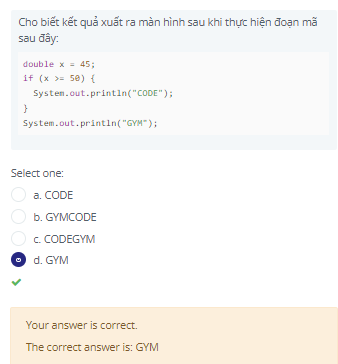 Cho biết kết quả xuất ra màn hình sau khi thực hiện đoạn mã
sau đây:
double x = 45;
if (x >= 50) {
  System.out.println("CODE");
}
System.out.println("GYM");
Select one:
a. CODE
b. GYMCODE
c. CODEGYM
d. GYM
Your answer is correct.
The correct answer is: GYM